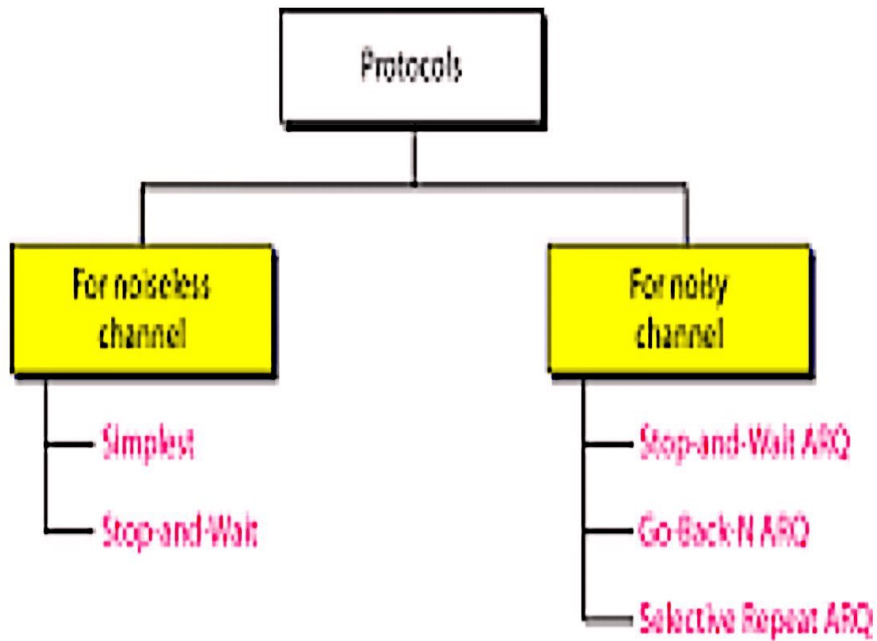 Protocols
For noiseless
channel
For noisy
channel
Simplest
Stop-and-Wait
Stop-and-Wait ARQ
Go-Back-N ARQ
Selective Repeat ARQ